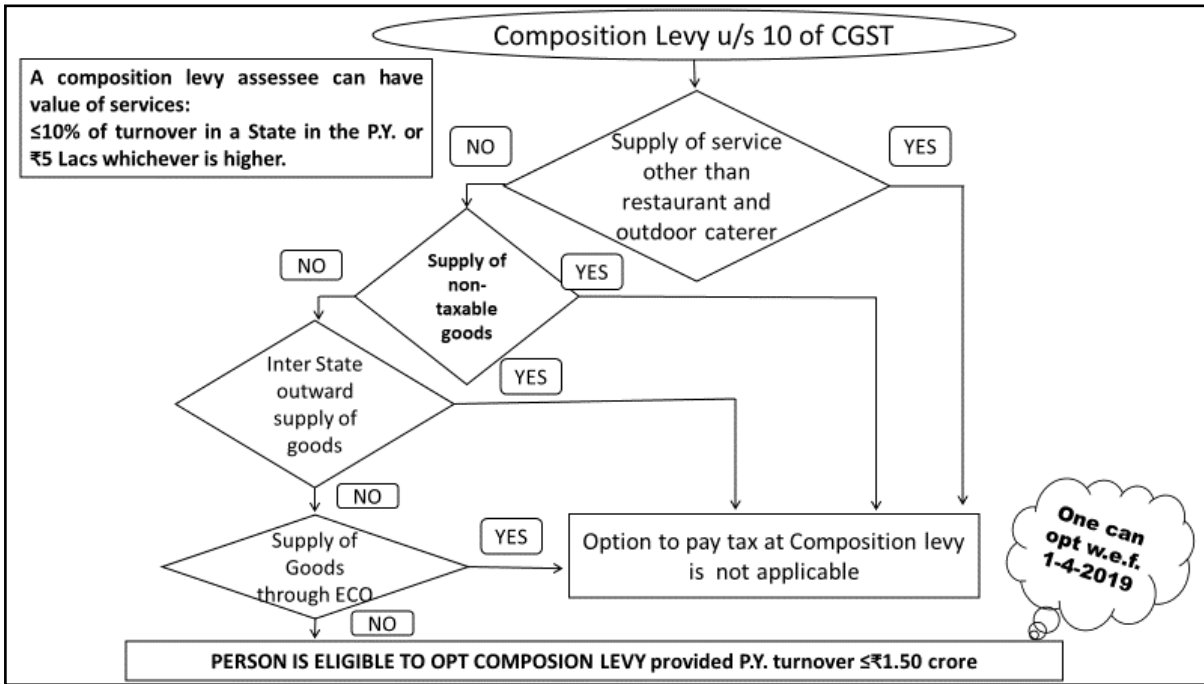 Composition Levy u/s 10 of CGST
A composition levy assessee can have
value of services:
≤10% of turnover in a State in the P.Y. or
₹5 Lacs whichever is higher.
NO
Supply of service
other than
restaurant and
outdoor caterer
YES
NO
Supply of
non-
taxable
goods
YES
Inter State
outward
supply of
goods
YES
NO
Supply of
Goods
through ECO
YES
Option to pay tax at Composition levy
is not applicable
One can
opt w.e.f.
1-4-2019
NO
PERSON IS ELIGIBLE TO OPT COMPOSION LEVY provided P.Y. turnover ≤₹1.50 crore